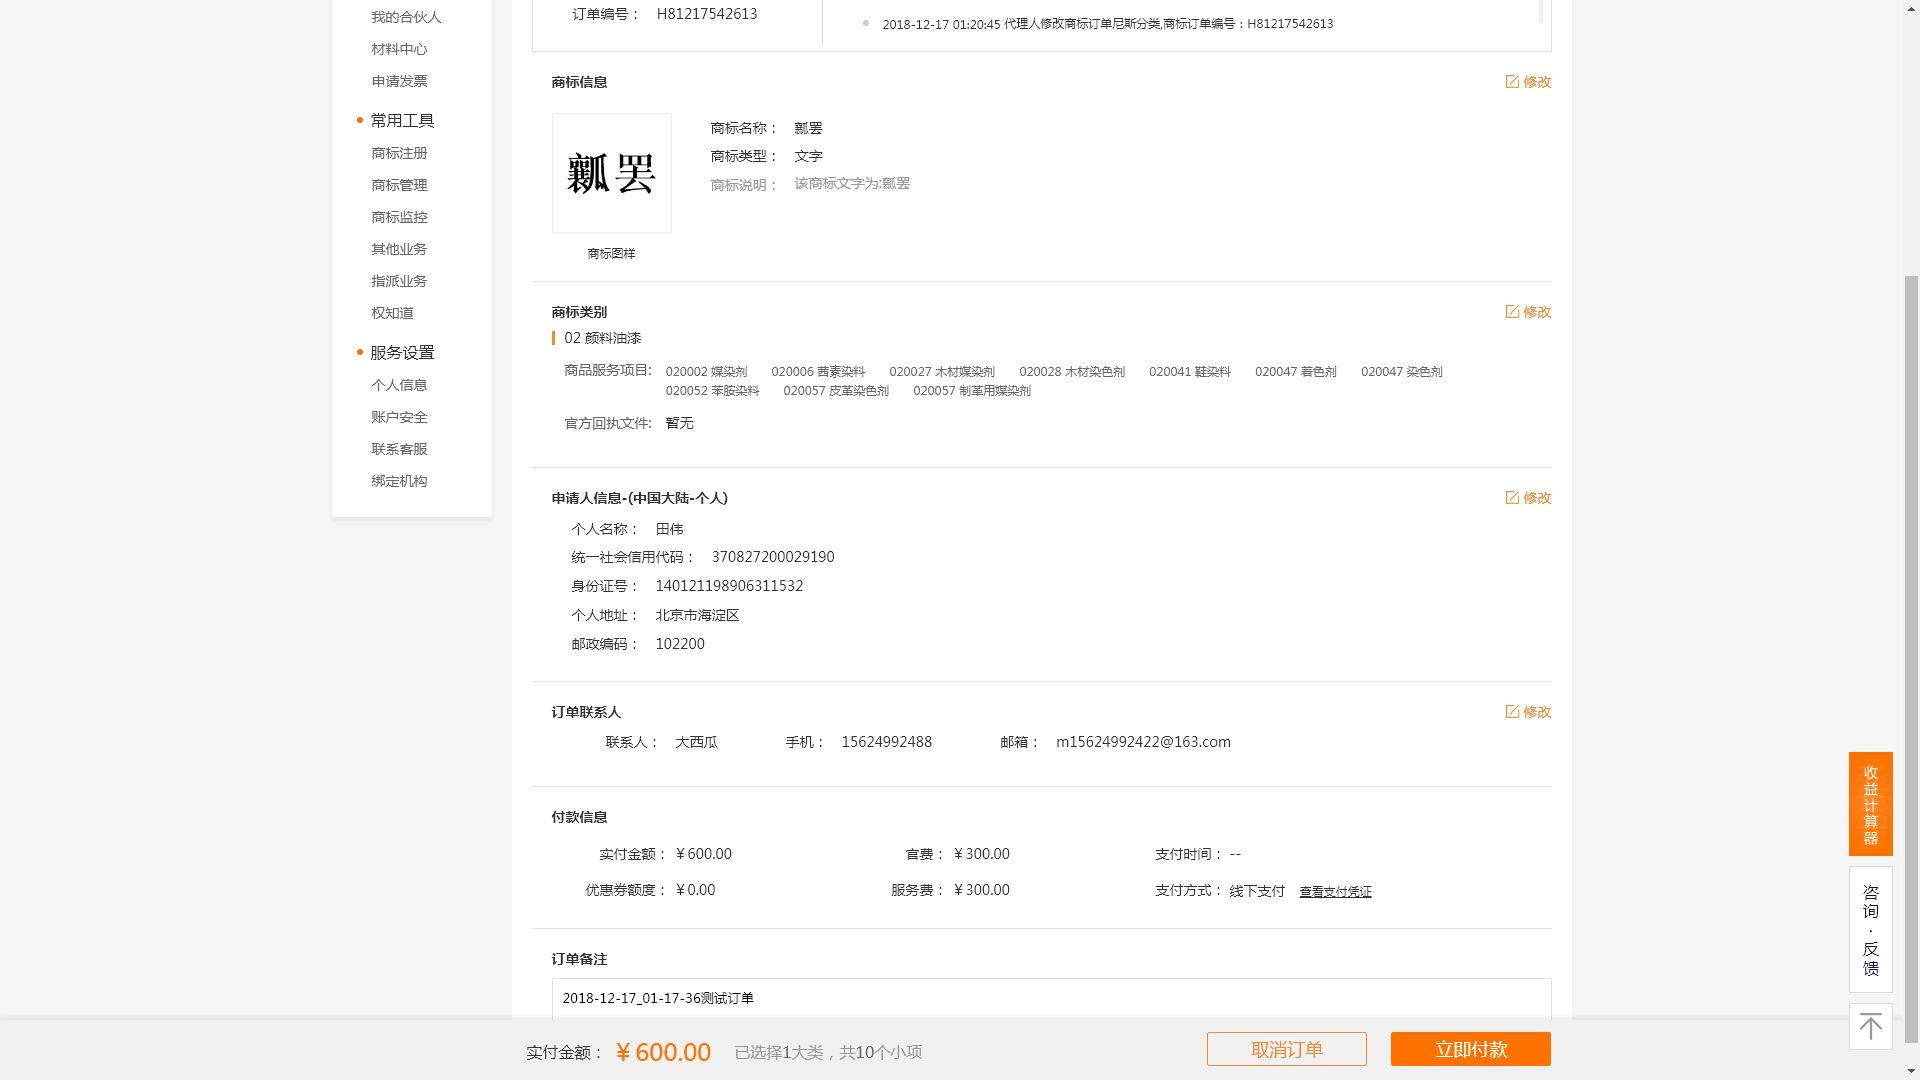 我的合伙人
材料中心
申请发票
常用工具
商标注册
商标管理
商标监控
其他业务
指派业务
权知道
服务设置
个人信息
账户安全
联系客服
绑定机构
订单编号： H81217542613
2018-12-17 01:20:45 代理人修改商标订单尼斯分类,商标订单编号：H81217542613
商标信息 修改
商标名称： 瓤罢
商标类型： 文字
商标说明： 该商标文字为:瓤罢
瓤罢
商标图样
商标类别 修改
02 颜料油漆
商品服务项目: 020002 媒染剂 020006 茜素染料 020027 木材媒染剂 020028 木材染色剂 020041 鞋染料 020047 着色剂 020047 染色剂
020052 苯胺染料 020057 皮革染色剂 020057 制革用媒染剂
官方回执文件: 暂无
申请人信息-(中国大陆-个人) 修改
个人名称： 田伟
统一社会信用代码： 370827200029190
身份证号： 140121198906311532
个人地址： 北京市海淀区
邮政编码： 102200
订单联系人 修改
联系人： 大西瓜 手机： 15624992488 邮箱： m15624992422@163.com
付款信息
实付金额： ¥600.00 官费： ¥300.00 支付时间： --
优惠券额度： ¥0.00 服务费： ¥300.00 支付方式： 线下支付 查看支付凭证
订单备注
2018-12-17_01-17-36测试订单
实付金额： ¥600.00 已选择1大类，共10个小项 取消订单 立即付款
收益计算器
咨询·反馈